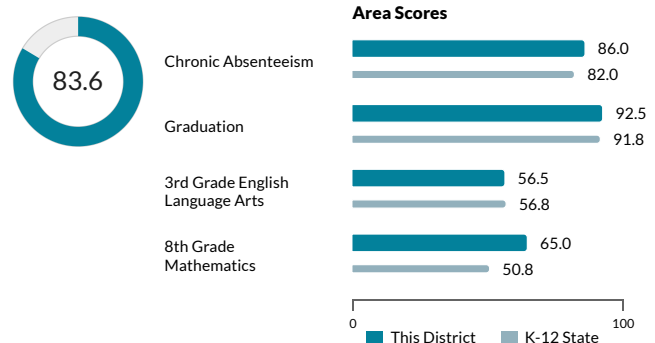 Area Scores
83.6
Chronic Absenteeism
86.0
82.0
Graduation
92.5
91.8
3rd Grade English
Language Arts
56.5
56.8
8th Grade
Mathematics
65.0
50.8
0
100
This District
K-12 State